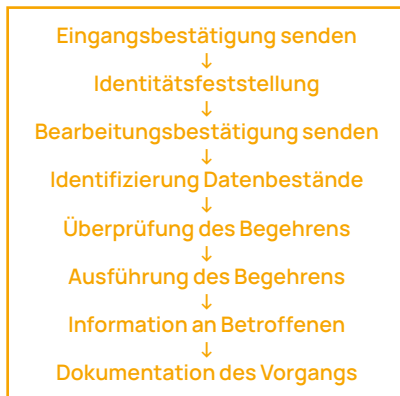 Eingangsbestätigung senden
↓
Identitätsfeststellung
↓
Bearbeitungsbestätigung senden
↓
Identifizierung Datenbestände
↓
Überprüfung des Begehrens
↓
Ausführung des Begehrens
↓
Information an Betroffenen
↓
Dokumentation des Vorgangs